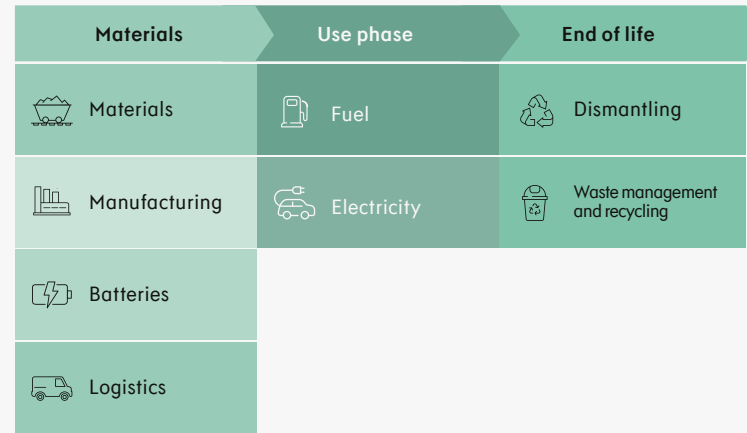 Materials
Use phase
End of life
Materials
Fuel
Dismantling
Manufacturing
Electricity
Waste management
and recycling
Batteries
Logistics